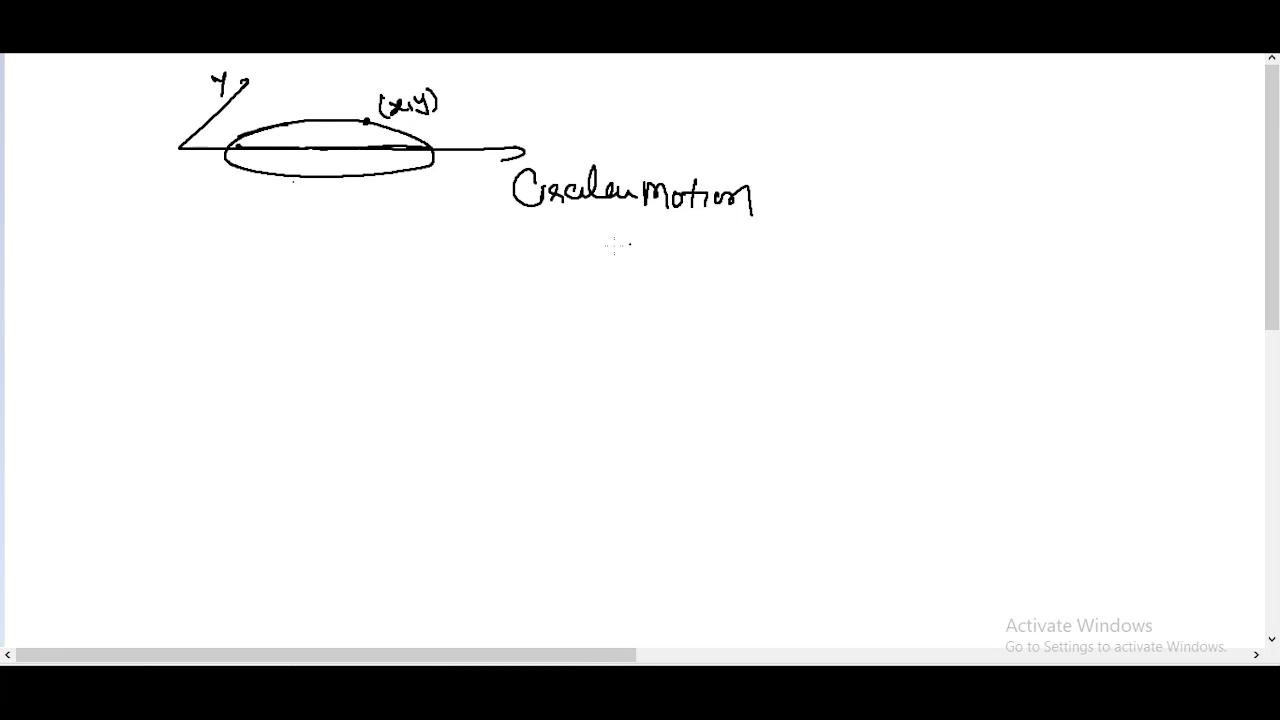 Y
(x,y)
Circular Motion
Activate Windows
Go to Settings to activate Windows.